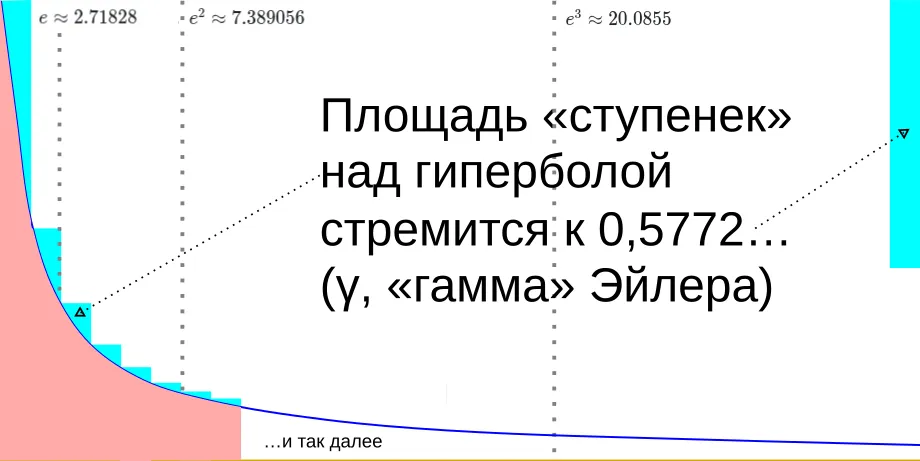 e ≈ 2.71828
e² ≈ 7.389056
e³ ≈ 20.0855
Площадь «ступенек»
над гиперболой
стремится к 0,5772…
(γ, «гамма» Эйлера)
…и так далее